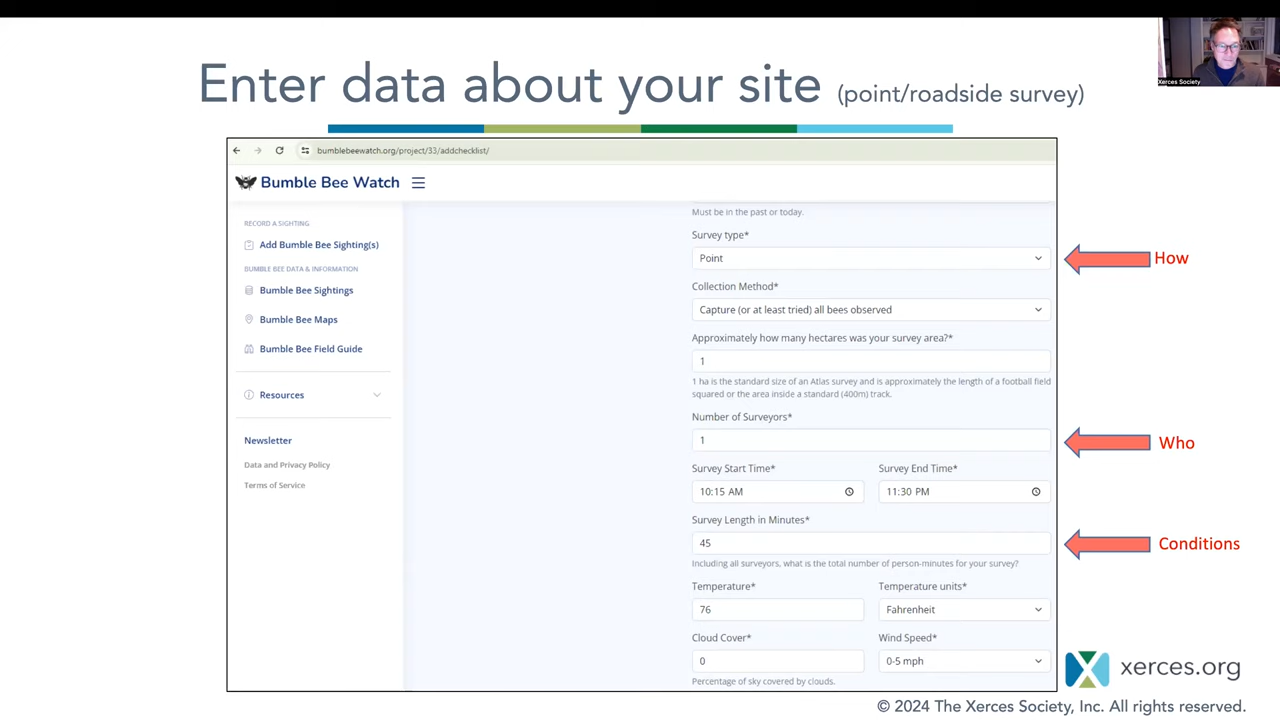 Enter data about your site (point/roadside survey)
Xerces Society
bumblebeewatch.org/project/33/addchecklist/
Bumble Bee Watch
RECORD A SIGHTING
Add Bumble Bee Sighting(s)
BUMBLE BEE DATA & INFORMATION
Bumble Bee Sightings
Bumble Bee Maps
Bumble Bee Field Guide
Resources
Newsletter
Data and Privacy Policy
Terms of Service
Must be in the past or today.
Survey type*
Point
How
Collection Method*
Capture (or at least tried) all bees observed
Approximately how many hectares was your survey area?*
1
1 ha is the standard size of an Atlas survey and is approximately the length of a football field
squared or the area inside a standard (400m) track.
Number of Surveyors*
1
Who
Survey Start Time* Survey End Time*
10:15 AM 11:30 PM
Survey Length in Minutes*
45
Conditions
Including all surveyors, what is the total number of person-minutes for your survey?
Temperature* Temperature units*
76 Fahrenheit
Cloud Cover* Wind Speed*
0 0-5 mph
Percentage of sky covered by clouds.
xerces.org
© 2024 The Xerces Society, Inc. All rights reserved.